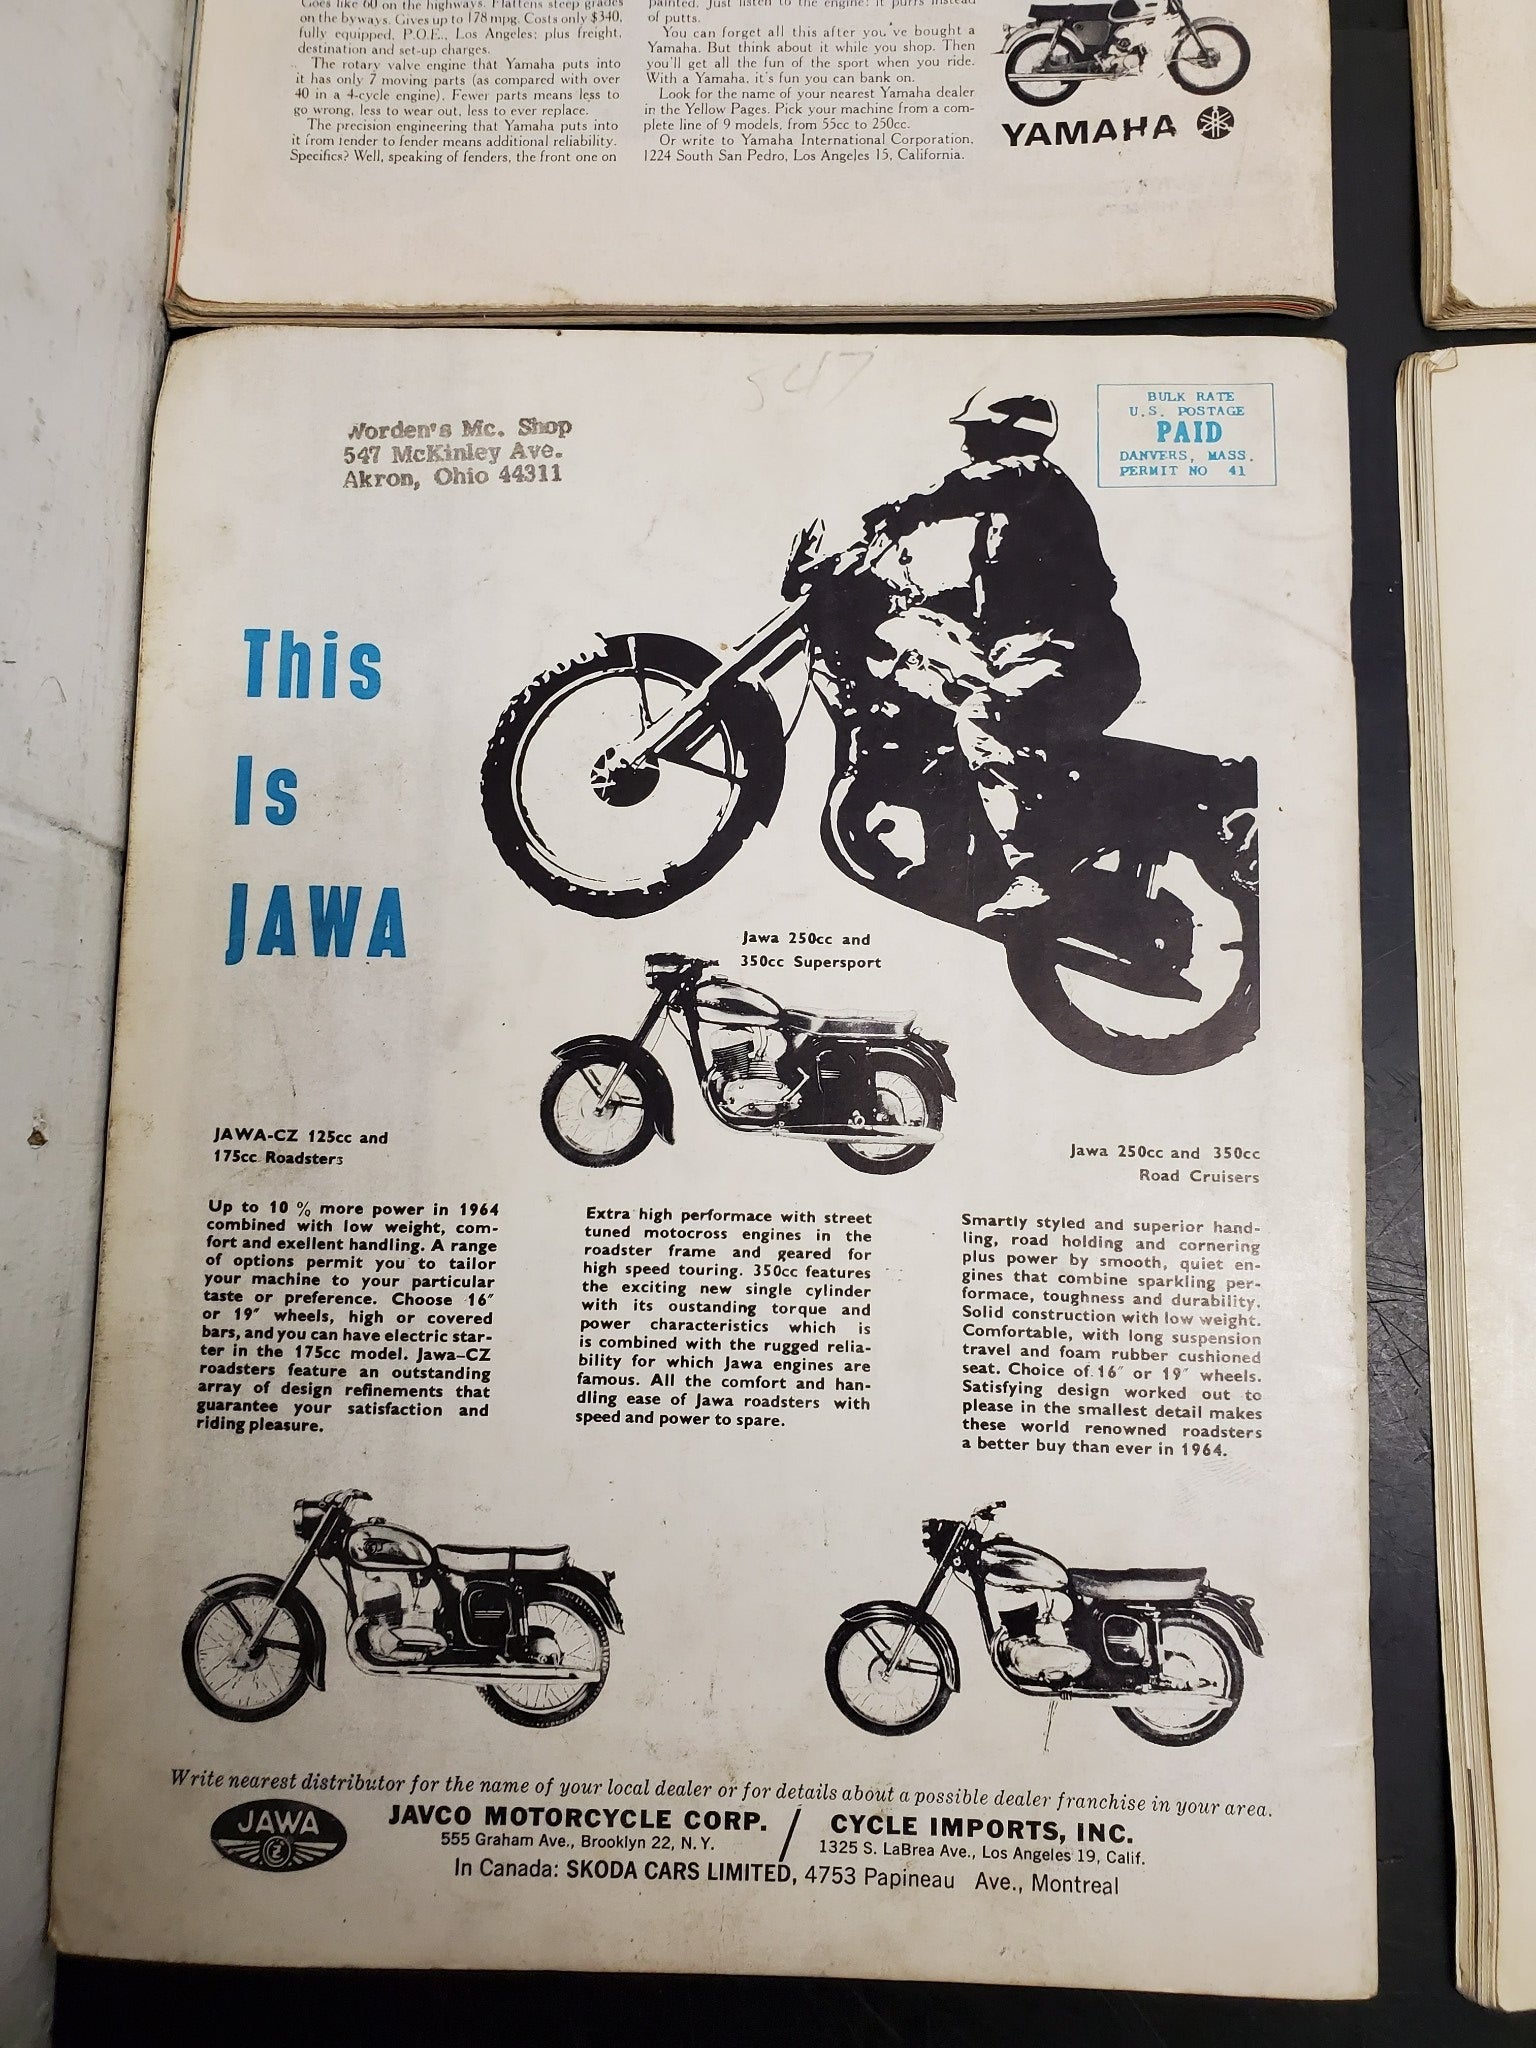 Goes like 60 on the highways. Flattens steep grades
on the byways. Gives up to 178 mpg. Costs only $340,
fully equipped, P.O.E., Los Angeles; plus freight,
destination and set-up charges.
The rotary valve engine that Yamaha puts into
it has only 7 moving parts (as compared with over
40 in a 4-cycle engine). Fewer parts means less to
go wrong, less to wear out, less to ever replace.
The precision engineering that Yamaha puts into
it from fender to fender means additional reliability.
Specifics? Well, speaking of fenders, the front one on
painted. Just listen to the engine: it purrs instead
of putts.
You can forget all this after you've bought a
Yamaha. But think about it while you shop. Then
you'll get all the fun of the sport when you ride.
With a Yamaha, it's fun you can bank on.
Look for the name of your nearest Yamaha dealer
in the Yellow Pages. Pick your machine from a com-
plete line of 9 models, from 55cc to 250cc.
Or write to Yamaha International Corporation,
1224 South San Pedro, Los Angeles 15, California.
YAMAHA
547
Worden's Mc. Shop
547 McKinley Ave.
Akron, Ohio 44311
BULK RATE
U.S. POSTAGE
PAID
DANVERS, MASS.
PERMIT NO 41
This
Is
JAWA
Jawa 250cc and
350cc Supersport
JAWA-CZ 125cc and
175cc Roadsters
Jawa 250cc and 350cc
Road Cruisers
Up to 10 % more power in 1964
combined with low weight, com-
fort and exellent handling. A range
of options permit you to tailor
your machine to your particular
taste or preference. Choose 16″
or 19″ wheels, high or covered
bars, and you can have electric star-
ter in the 175cc model. Jawa–CZ
roadsters feature an outstanding
array of design refinements that
guarantee your satisfaction and
riding pleasure.
Extra high performace with street
tuned motocross engines in the
roadster frame and geared for
high speed touring. 350cc features
the exciting new single cylinder
with its oustanding torque and
power characteristics which is
is combined with the rugged relia-
bility for which Jawa engines are
famous. All the comfort and han-
dling ease of Jawa roadsters with
speed and power to spare.
Smartly styled and superior hand-
ling, road holding and cornering
plus power by smooth, quiet en-
gines that combine sparkling per-
formace, toughness and durability.
Solid construction with low weight.
Comfortable, with long suspension
travel and foam rubber cushioned
seat. Choice of 16″ or 19″ wheels.
Satisfying design worked out to
please in the smallest detail makes
these world renowned roadsters
a better buy than ever in 1964.
Write nearest distributor for the name of your local dealer or for details about a possible dealer franchise in your area.
JAWA
CZ
JAVCO MOTORCYCLE CORP. / CYCLE IMPORTS, INC.
555 Graham Ave., Brooklyn 22, N. Y.
1325 S. LaBrea Ave., Los Angeles 19, Calif.
In Canada: SKODA CARS LIMITED, 4753 Papineau Ave., Montreal